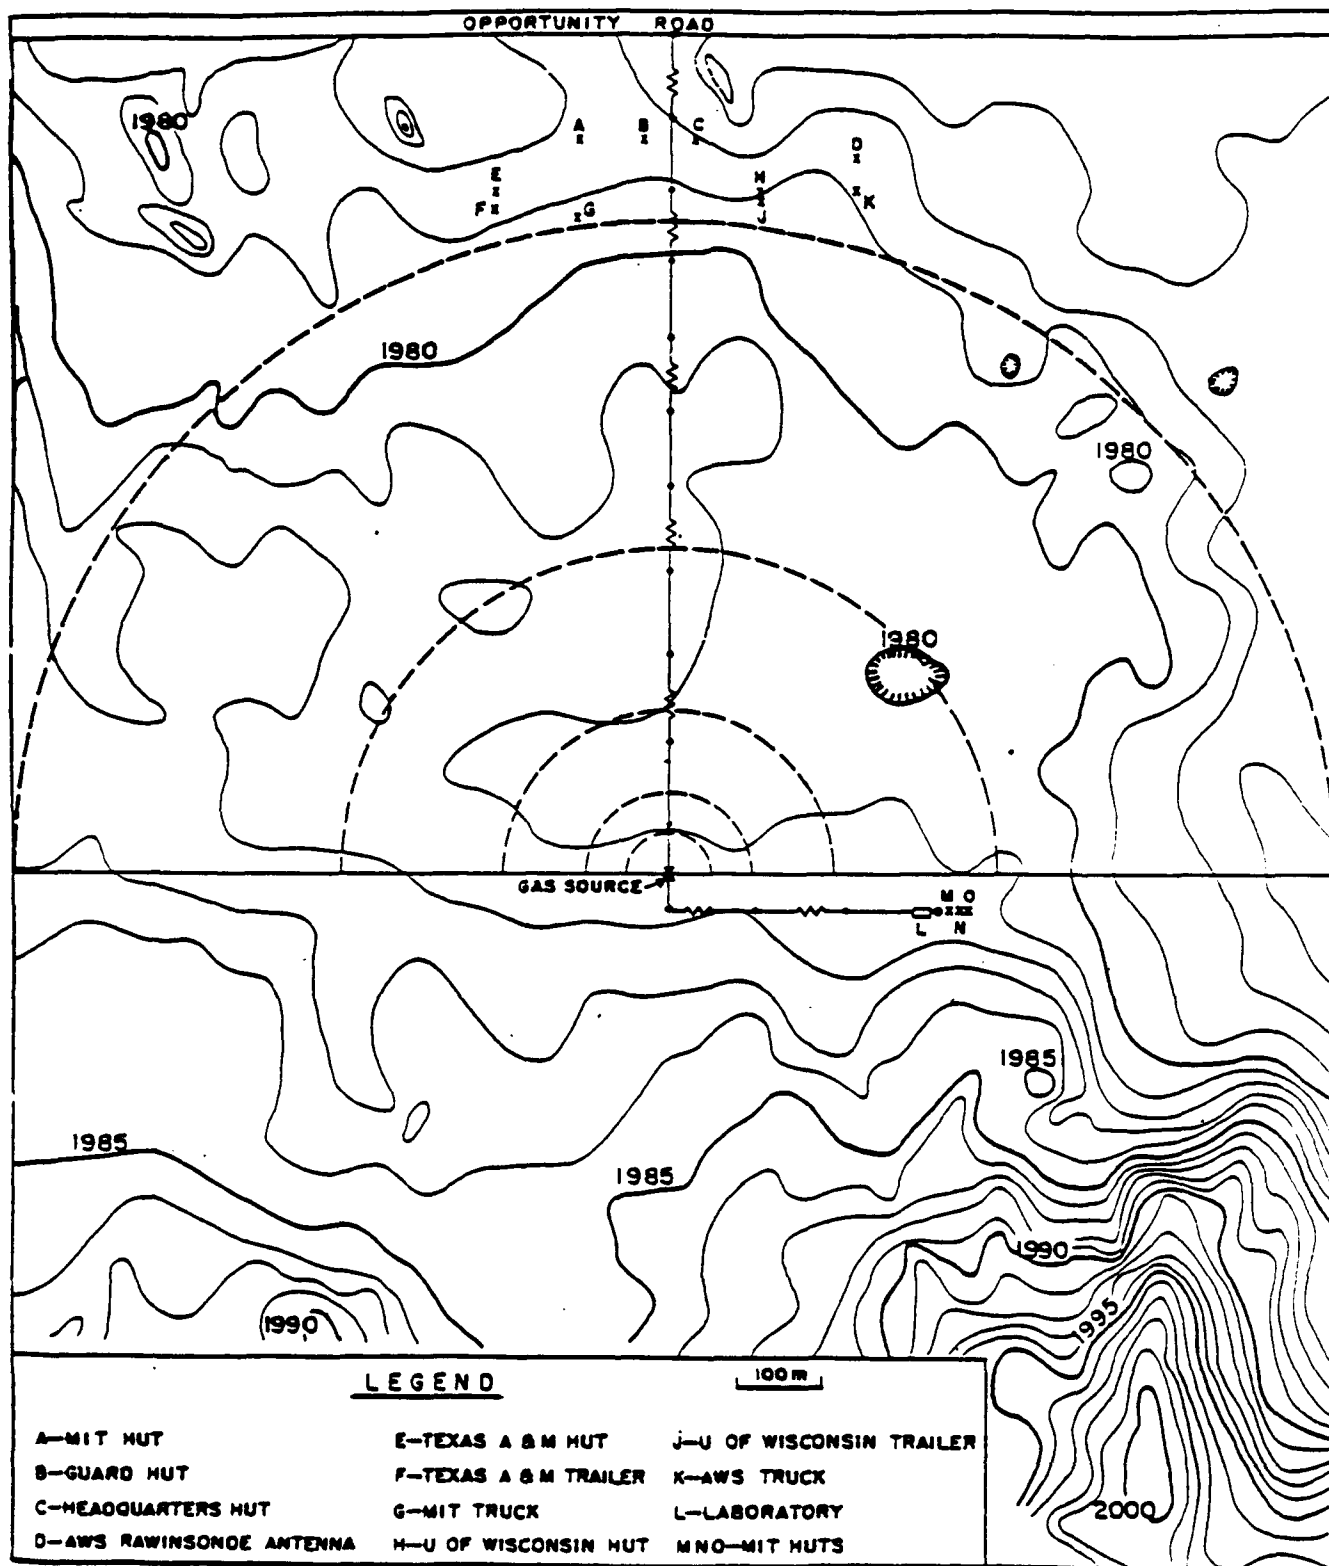 OPPORTUNITY ROAD
1980
A
B
C
D
E
H
F
G
J
K
1980
1980
1980
GAS SOURCE
M O
L
N
1985
1985
1985
1990
1995
1990
2000
LEGEND
100m
A—MIT HUT
B—GUARD HUT
C—HEADQUARTERS HUT
D—AWS RAWINSONDE ANTENNA
E—TEXAS A & M HUT
F—TEXAS A & M TRAILER
G—MIT TRUCK
H—U OF WISCONSIN HUT
J—U OF WISCONSIN TRAILER
K—AWS TRUCK
L—LABORATORY
MNO—MIT HUTS